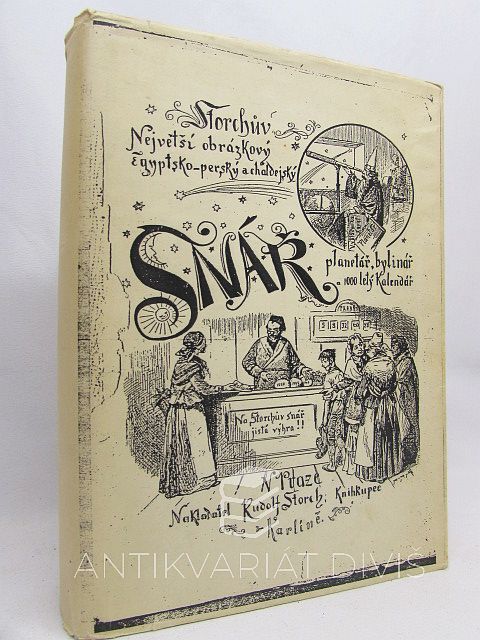 Storchův
Největší obrázkový
Egyptsko-perský a chaldejský
SNÁŘ
planetář, bylinář
a 1000 letý Kalendář
Na Storchův snář
jistá výhra!!
V Praze
Nakladatel Rudolf Storch, Knihkupec
v Karlíně.
ANTIKVARIÁT DIVIŠ